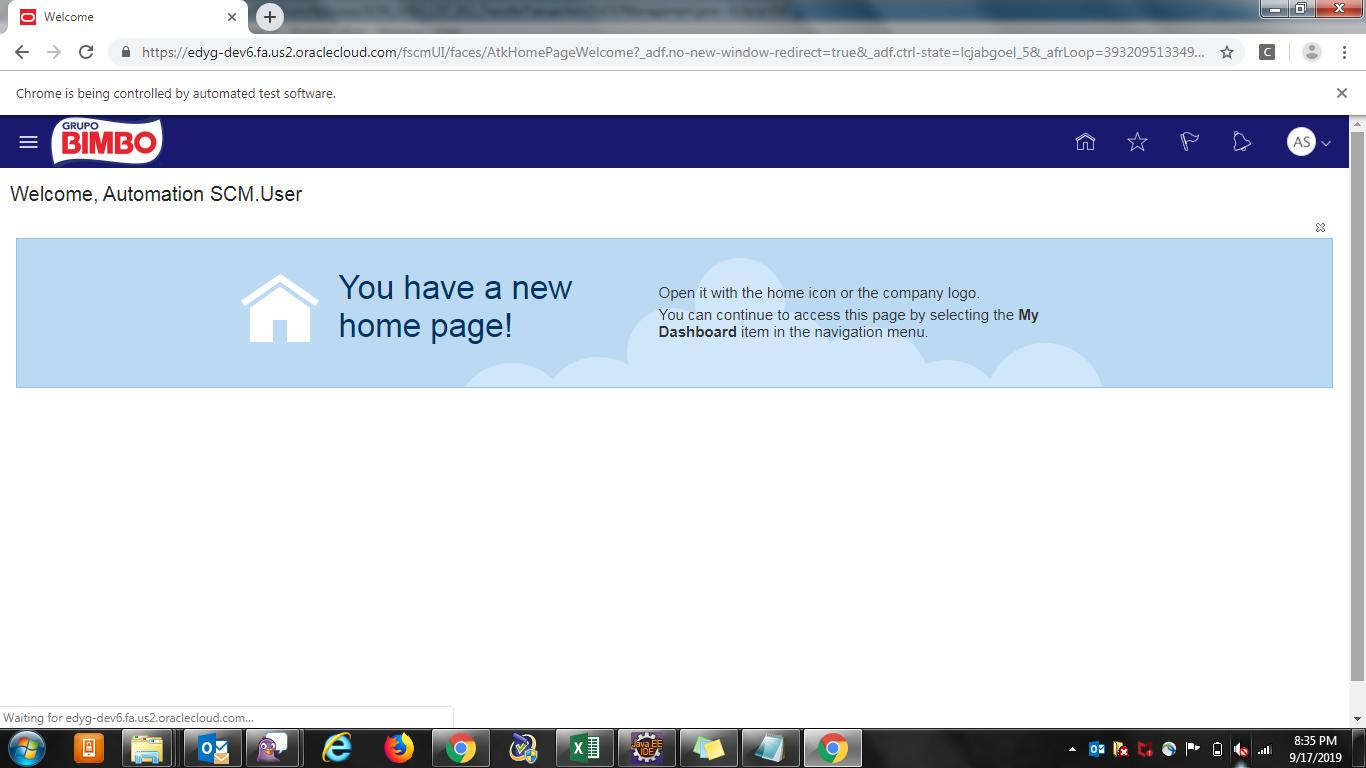 Welcome
https://edyg-dev6.fa.us2.oraclecloud.com/fscmUI/faces/AtkHomePageWelcome?_adf.no-new-window-redirect=true&_adf.ctrl-state=lcjabgoel_5&_afrLoop=393209513349...
C
Chrome is being controlled by automated test software.
GRUPO
BIMBO
AS
Welcome, Automation SCM.User
You have a new
home page!
Open it with the home icon or the company logo.
You can continue to access this page by selecting the My
Dashboard item in the navigation menu.
Waiting for edyg-dev6.fa.us2.oraclecloud.com...
Java EE
IDE
8:35 PM
9/17/2019